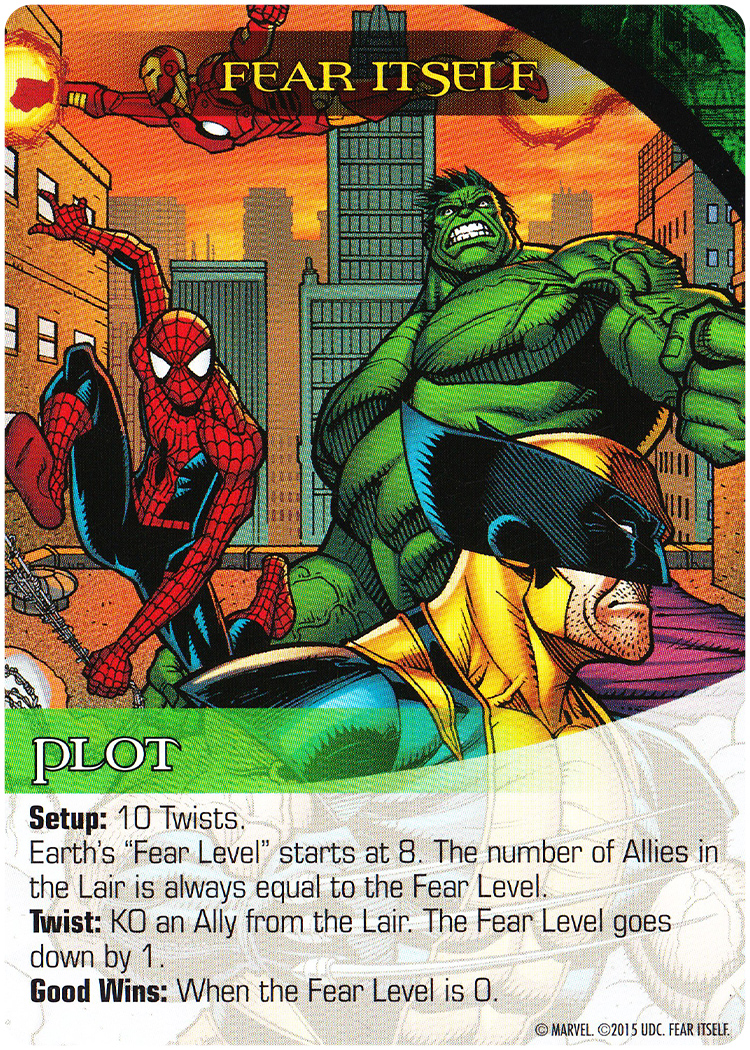 FEAR ITSELF
PLOT
Setup: 10 Twists.
Earth's “Fear Level” starts at 8. The number of Allies in
the Lair is always equal to the Fear Level.
Twist: KO an Ally from the Lair. The Fear Level goes
down by 1.
Good Wins: When the Fear Level is 0.
© MARVEL. ©2015 UDC. FEAR ITSELF.